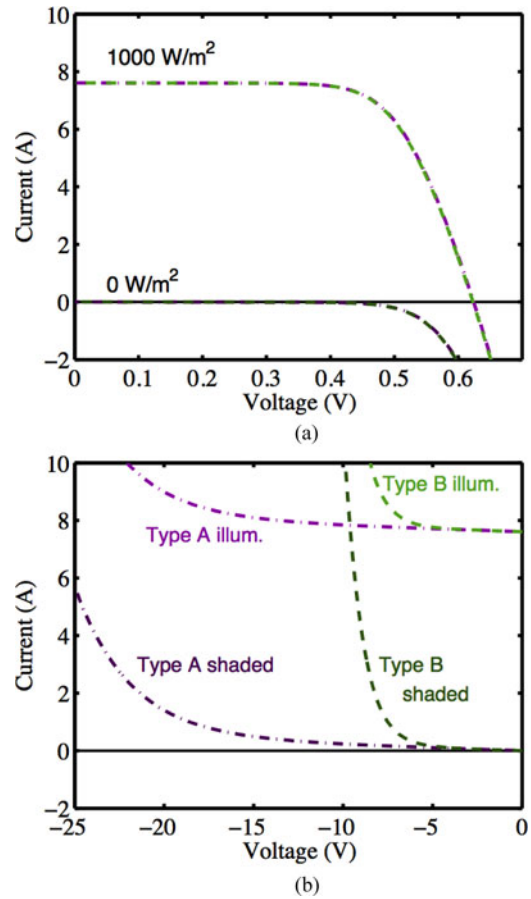 10
8
6
4
2
0
−2
Current (A)
1000 W/m²
0 W/m²
0 0.1 0.2 0.3 0.4 0.5 0.6
Voltage (V)
(a)
10
8
6
4
2
0
−2
Current (A)
Type B illum.
Type A illum.
Type A shaded
Type B
shaded
−25 −20 −15 −10 −5 0
Voltage (V)
(b)